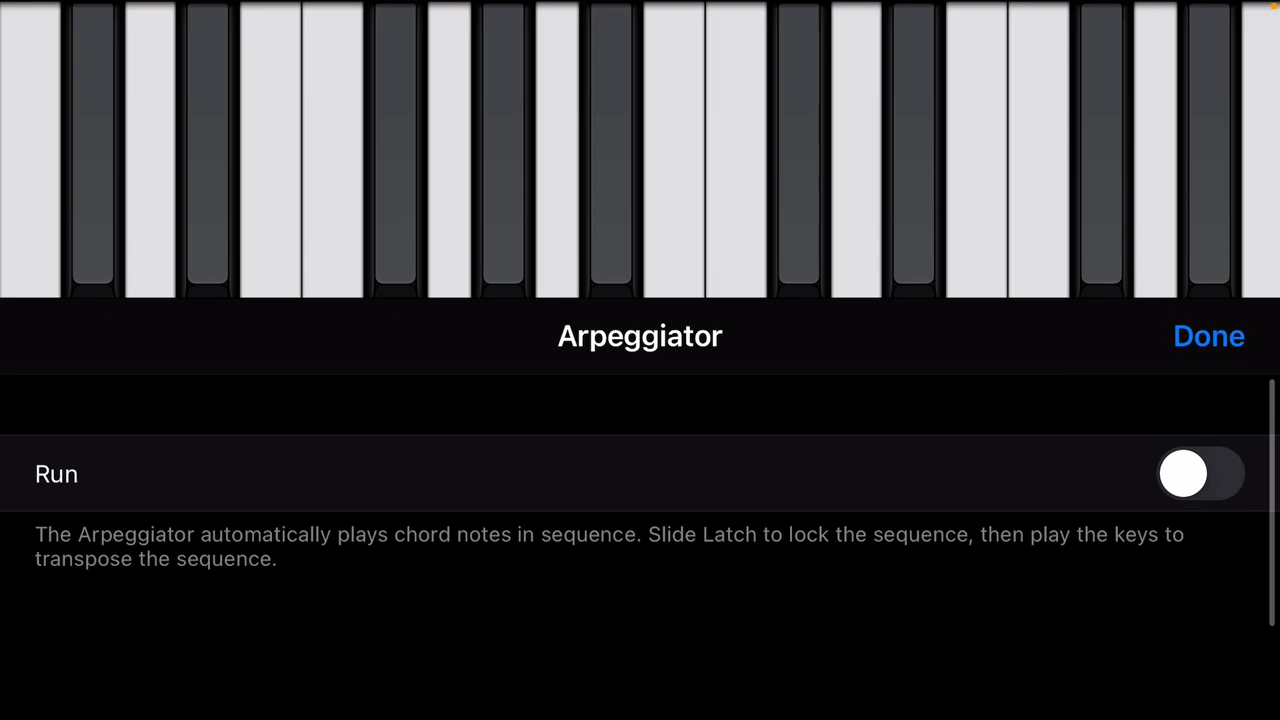 Arpeggiator
Done
Run
The Arpeggiator automatically plays chord notes in sequence. Slide Latch to lock the sequence, then play the keys to
transpose the sequence.